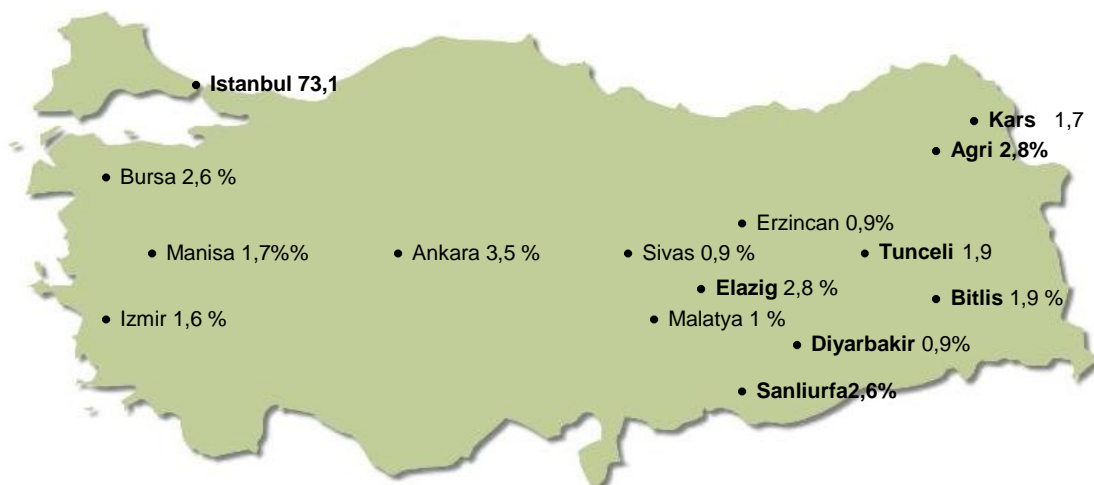 Istanbul 73,1
Kars 1,7
Agri 2,8%
Bursa 2,6 %
Erzincan 0,9%
Manisa 1,7%%
Ankara 3,5 %
Sivas 0,9 %
Tunceli 1,9
Elazig 2,8 %
Bitlis 1,9 %
Izmir 1,6 %
Malatya 1 %
Diyarbakir 0,9%
Sanliurfa2,6%